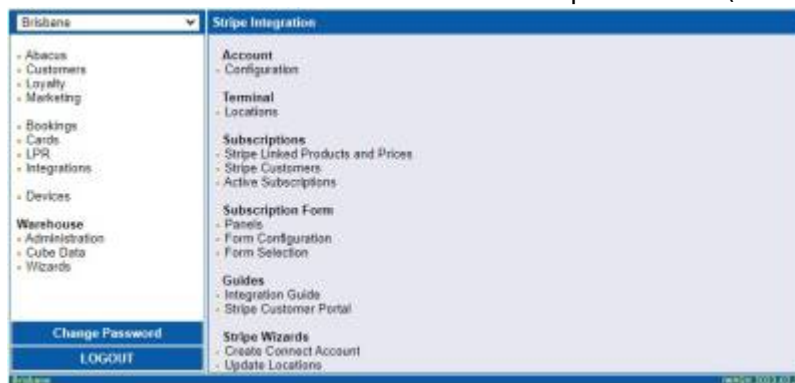 Brisbane
Stripe Integration
Abacus
Customers
Loyalty
Marketing
Bookings
Cards
LPR
Integrations
Devices
Warehouse
Administration
Cube Data
Wizards
Change Password
LOGOUT
Account
Configuration
Terminal
Locations
Subscriptions
Stripe Linked Products and Prices
Stripe Customers
Active Subscriptions
Subscription Form
Panels
Form Configuration
Form Selection
Guides
Integration Guide
Stripe Customer Portal
Stripe Wizards
Create Connect Account
Update Locations
Brisbane